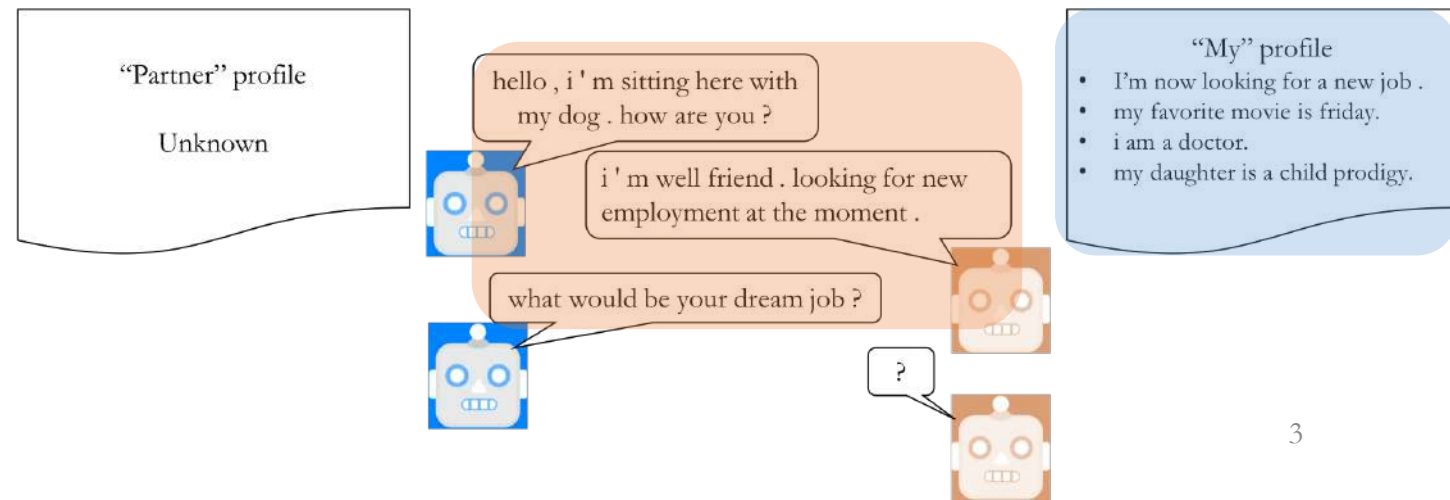 “Partner” profile
Unknown
hello , i ' m sitting here with
my dog . how are you ?
i ' m well friend . looking for new
employment at the moment .
what would be your dream job ?
?
“My” profile
• I’m now looking for a new job .
• my favorite movie is friday.
• i am a doctor.
• my daughter is a child prodigy.
3